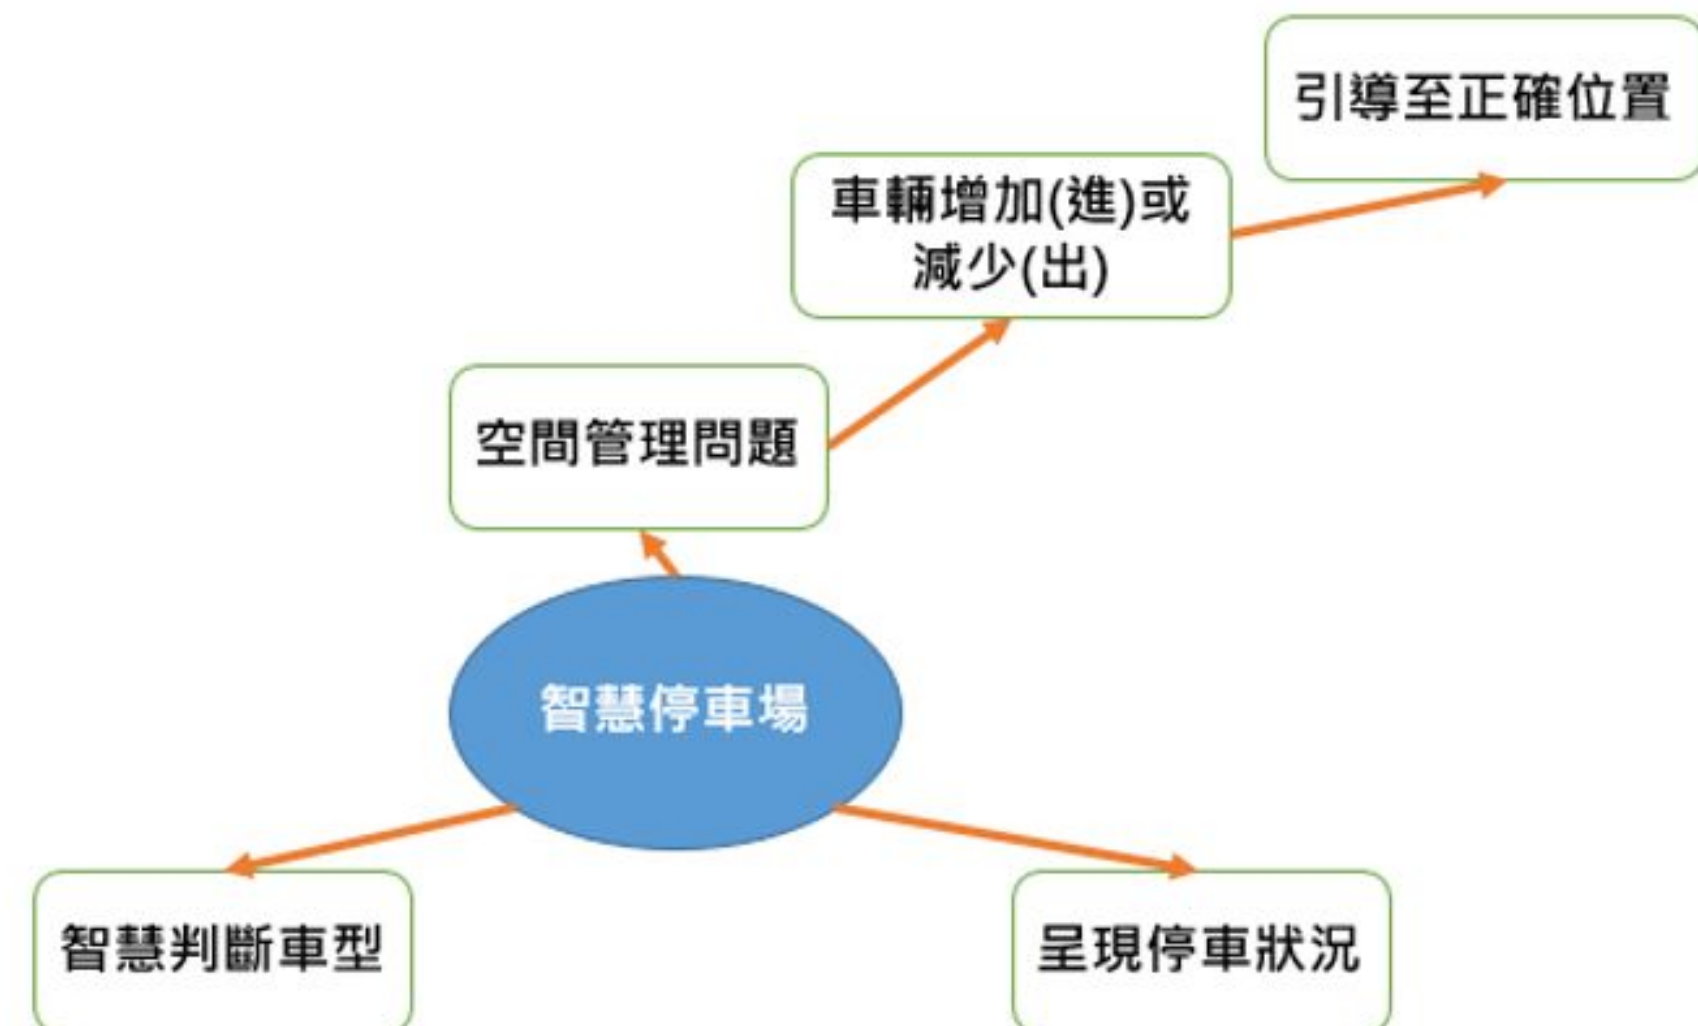 引導至正確位置
車輛增加(進)或
減少(出)
空間管理問題
智慧停車場
智慧判斷車型
呈現停車狀況